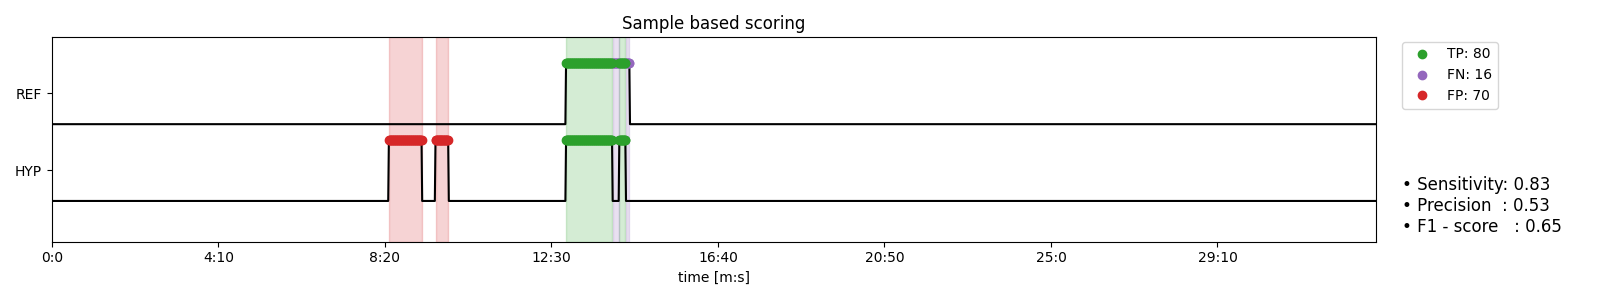 Sample based scoring
TP: 80
FN: 16
FP: 70
REF
HYP
• Sensitivity: 0.83
• Precision : 0.53
• F1 - score : 0.65
0:0
4:10
8:20
12:30
16:40
20:50
25:0
29:10
time [m:s]